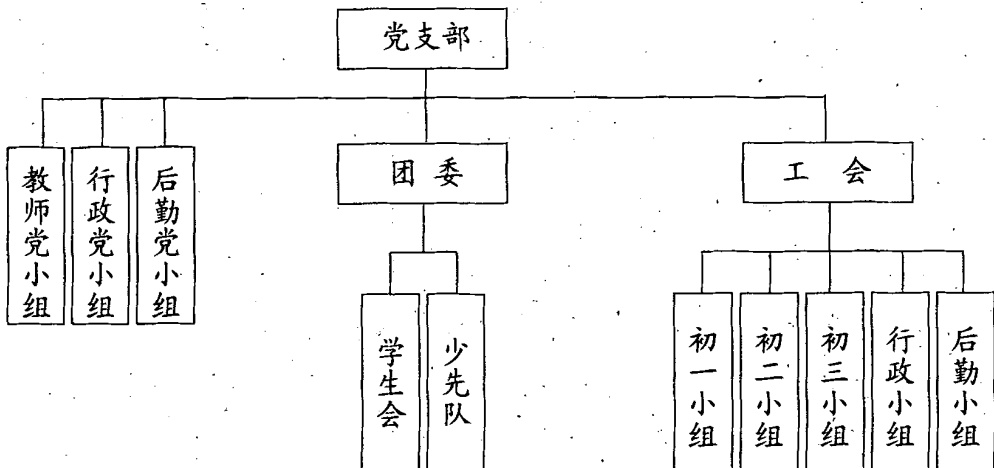 党支部
教师党小组
行政党小组
后勤党小组
团委
工会
学生会
少先队
初一小组
初二小组
初三小组
行政小组
后勤小组